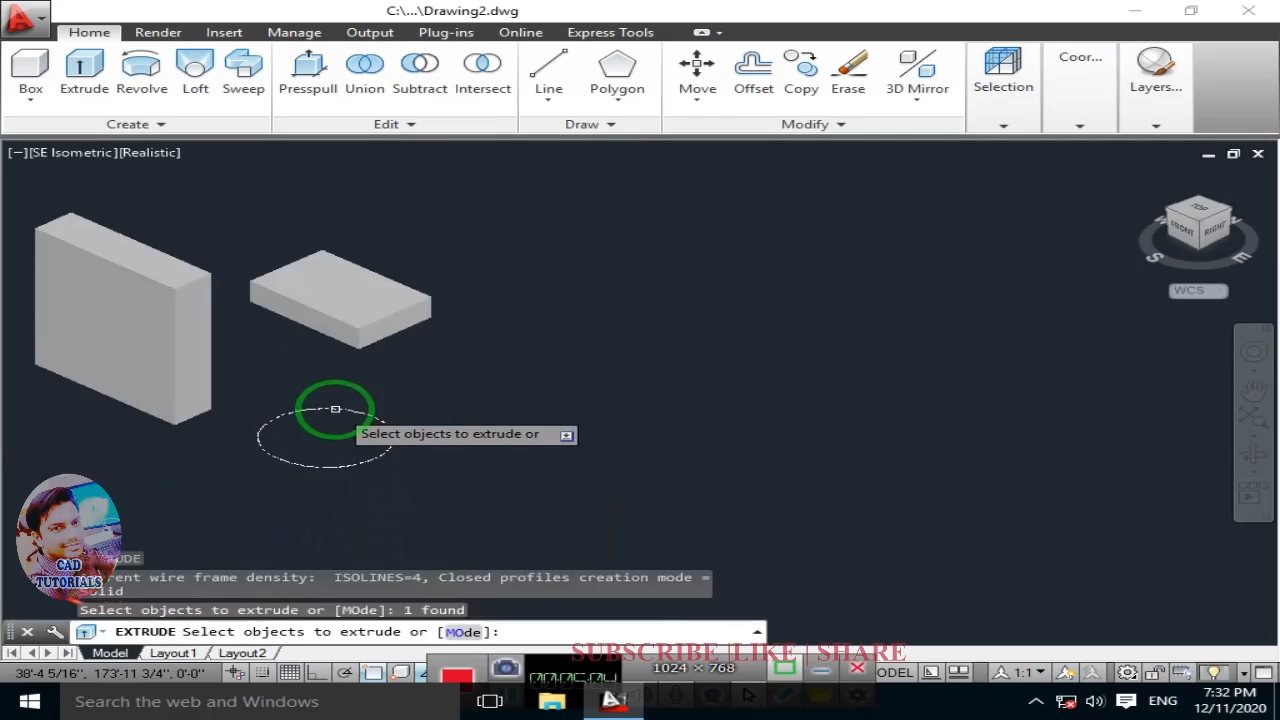 C:\...\Drawing2.dwg
Home Render Insert Manage Output Plug-ins Online Express Tools
Box Extrude Revolve Loft Sweep Presspull Union Subtract Intersect Line Polygon Move Offset Copy Erase 3D Mirror Selection Coor... Layers...
Create Edit Draw Modify
[−][SE Isometric][Realistic]
TOP
FRONT RIGHT
W N
S E
WCS
Select objects to extrude or
CAD
TUTORIALS
rent wire frame density: ISOLINES=4, Closed profiles creation mode =
Solid
Select objects to extrude or [MOde]: 1 found
EXTRUDE Select objects to extrude or [MOde]:
SUBSCRIBE |LIKE | SHARE
Model Layout1 Layout2
38'-4 5/16", 173'-11 3/4", 0'-0"
1024 × 768
ODEL
1:1
Search the web and Windows
ENG
7:32 PM
12/11/2020